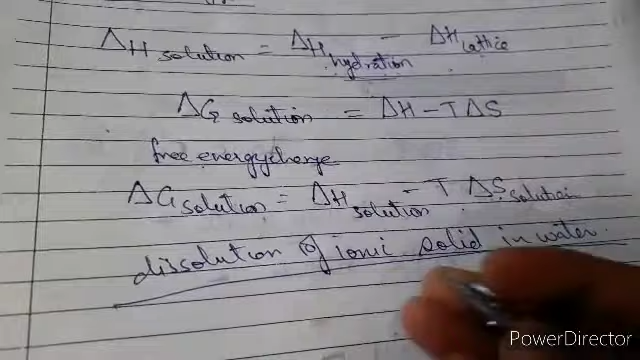 ΔH solution = ΔH hydration - ΔH lattice
ΔG solution = ΔH - TΔS
free energy change
ΔG solution = ΔH solution - T ΔS solution
dissolution of ionic solid in water.
PowerDirector